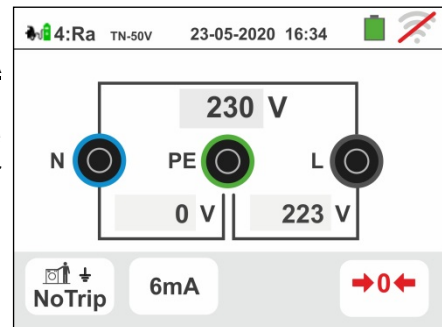 4:Ra TN-50V 23-05-2020 16:34
230 V
N PE L
0 V 223 V
NoTrip 6mA →0←